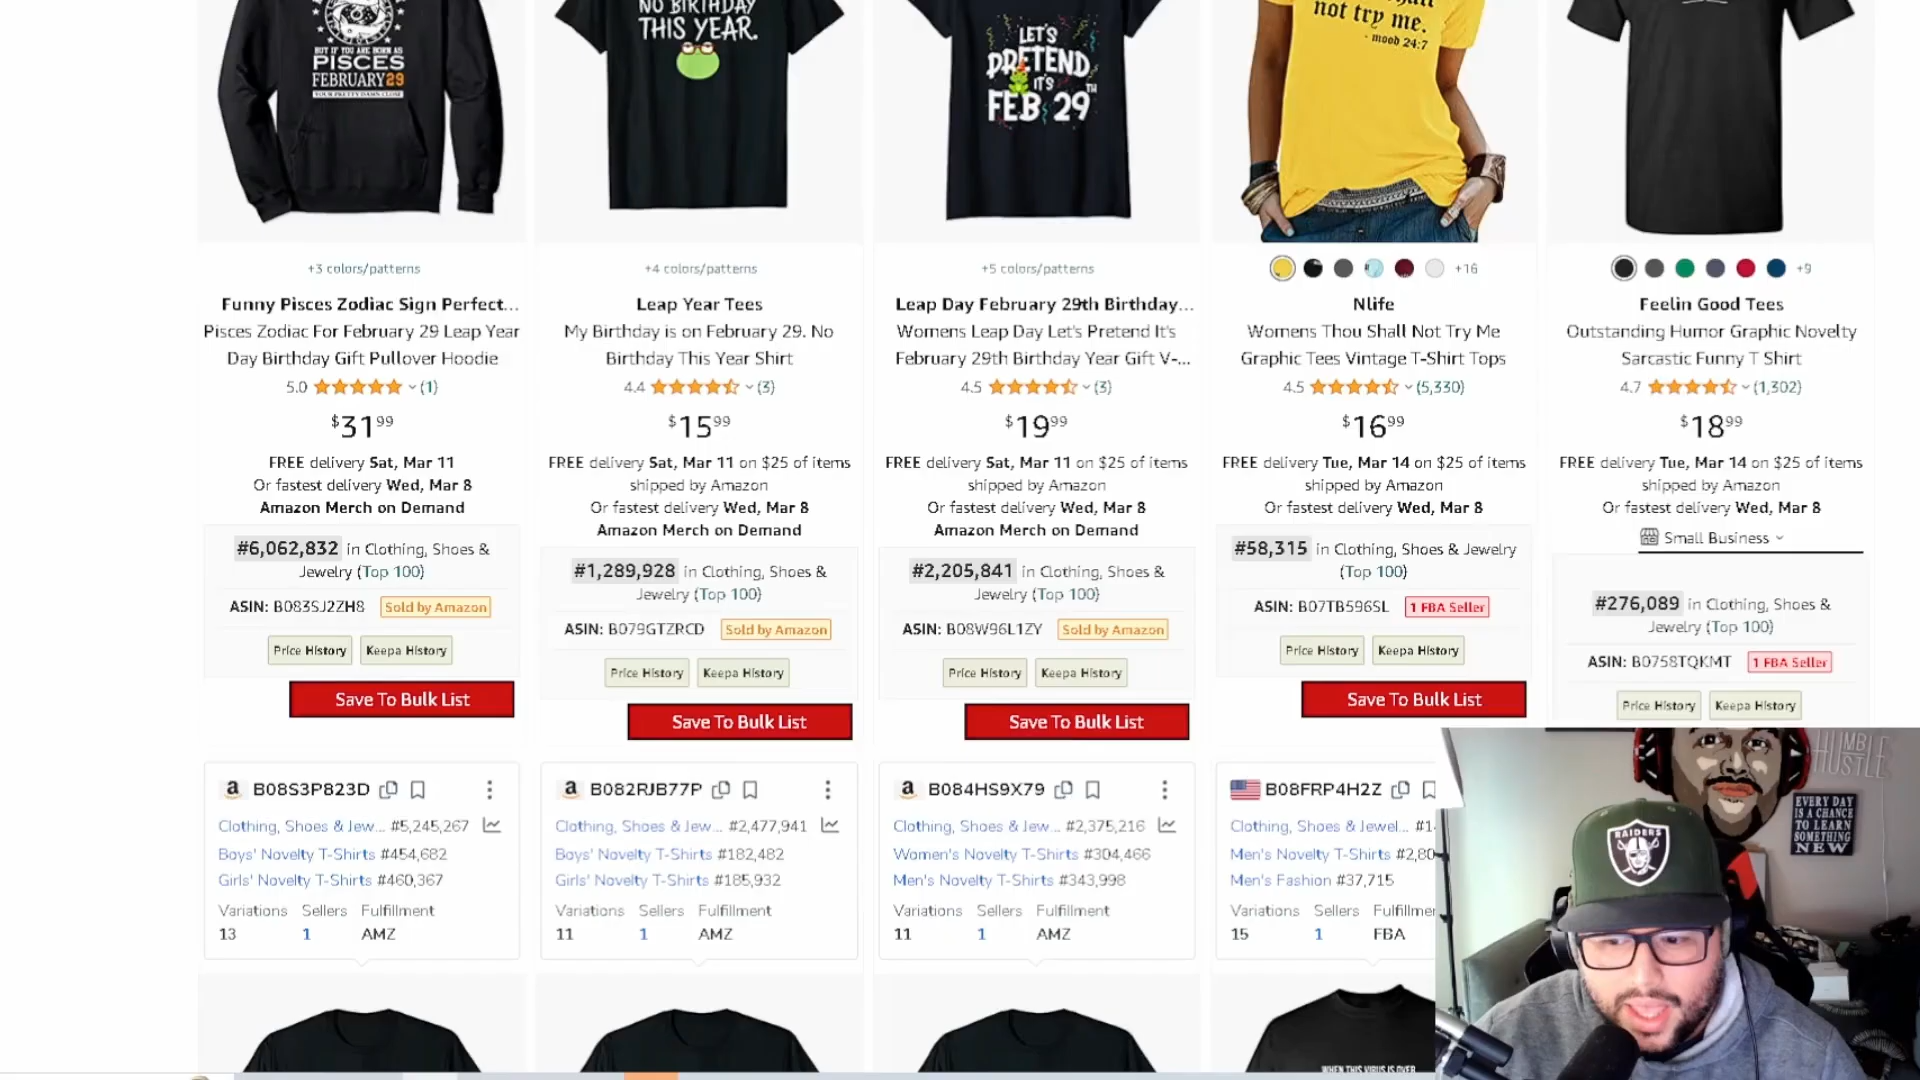 FEBRUARY 29
BUT IF YOU ARE BORN AS
PISCES
FEBRUARY29
YOUR PRETTY DAMN CLOSE
NO BIRTHDAY
THIS YEAR.
LET'S
PRETEND
IT'S
FEB 29TH
not try me.
- mood 24:7
+3 colors/patterns
+4 colors/patterns
+5 colors/patterns
+16
+9
Funny Pisces Zodiac Sign Perfect...
Pisces Zodiac For February 29 Leap Year
Day Birthday Gift Pullover Hoodie
5.0 (1)
$31.99
FREE delivery Sat, Mar 11
Or fastest delivery Wed, Mar 8
Amazon Merch on Demand
#6,062,832 in Clothing, Shoes &
Jewelry (Top 100)
ASIN: B083SJ2ZH8 Sold by Amazon
Price History Keepa History
Save To Bulk List
Leap Year Tees
My Birthday is on February 29. No
Birthday This Year Shirt
4.4 (3)
$15.99
FREE delivery Sat, Mar 11 on $25 of items
shipped by Amazon
Or fastest delivery Wed, Mar 8
Amazon Merch on Demand
#1,289,928 in Clothing, Shoes &
Jewelry (Top 100)
ASIN: B079GTZRCD Sold by Amazon
Price History Keepa History
Save To Bulk List
Leap Day February 29th Birthday...
Womens Leap Day Let's Pretend It's
February 29th Birthday Year Gift V-...
4.5 (3)
$19.99
FREE delivery Sat, Mar 11 on $25 of items
shipped by Amazon
Or fastest delivery Wed, Mar 8
Amazon Merch on Demand
#2,205,841 in Clothing, Shoes &
Jewelry (Top 100)
ASIN: B08W96L1ZY Sold by Amazon
Price History Keepa History
Save To Bulk List
Nlife
Womens Thou Shall Not Try Me
Graphic Tees Vintage T-Shirt Tops
4.5 (5,330)
$16.99
FREE delivery Tue, Mar 14 on $25 of items
shipped by Amazon
Or fastest delivery Wed, Mar 8
#58,315 in Clothing, Shoes & Jewelry
(Top 100)
ASIN: B07TB596SL 1 FBA Seller
Price History Keepa History
Save To Bulk List
Feelin Good Tees
Outstanding Humor Graphic Novelty
Sarcastic Funny T Shirt
4.7 (1,302)
$18.99
FREE delivery Tue, Mar 14 on $25 of items
shipped by Amazon
Or fastest delivery Wed, Mar 8
Small Business
#276,089 in Clothing, Shoes &
Jewelry (Top 100)
ASIN: B0758TQKMT 1 FBA Seller
Price History Keepa History
a B08S3P823D
Clothing, Shoes & Jew... #5,245,267
Boys' Novelty T-Shirts #454,682
Girls' Novelty T-Shirts #460,367
Variations Sellers Fulfillment
13 1 AMZ
a B082RJB77P
Clothing, Shoes & Jew... #2,477,941
Boys' Novelty T-Shirts #182,482
Girls' Novelty T-Shirts #185,932
Variations Sellers Fulfillment
11 1 AMZ
a B084HS9X79
Clothing, Shoes & Jew... #2,375,216
Women's Novelty T-Shirts #304,466
Men's Novelty T-Shirts #343,998
Variations Sellers Fulfillment
11 1 AMZ
B08FRP4H2Z
Clothing, Shoes & Jewel... #1
Men's Novelty T-Shirts #2,80
Men's Fashion #37,715
Variations Sellers Fulfillme
15 1 FBA
WHEN THIS VIRUS IS OVER
HUMBLE
HUSTLE
EVERY DAY
IS A CHANCE
TO LEARN
SOMETHING
NEW
RAIDERS